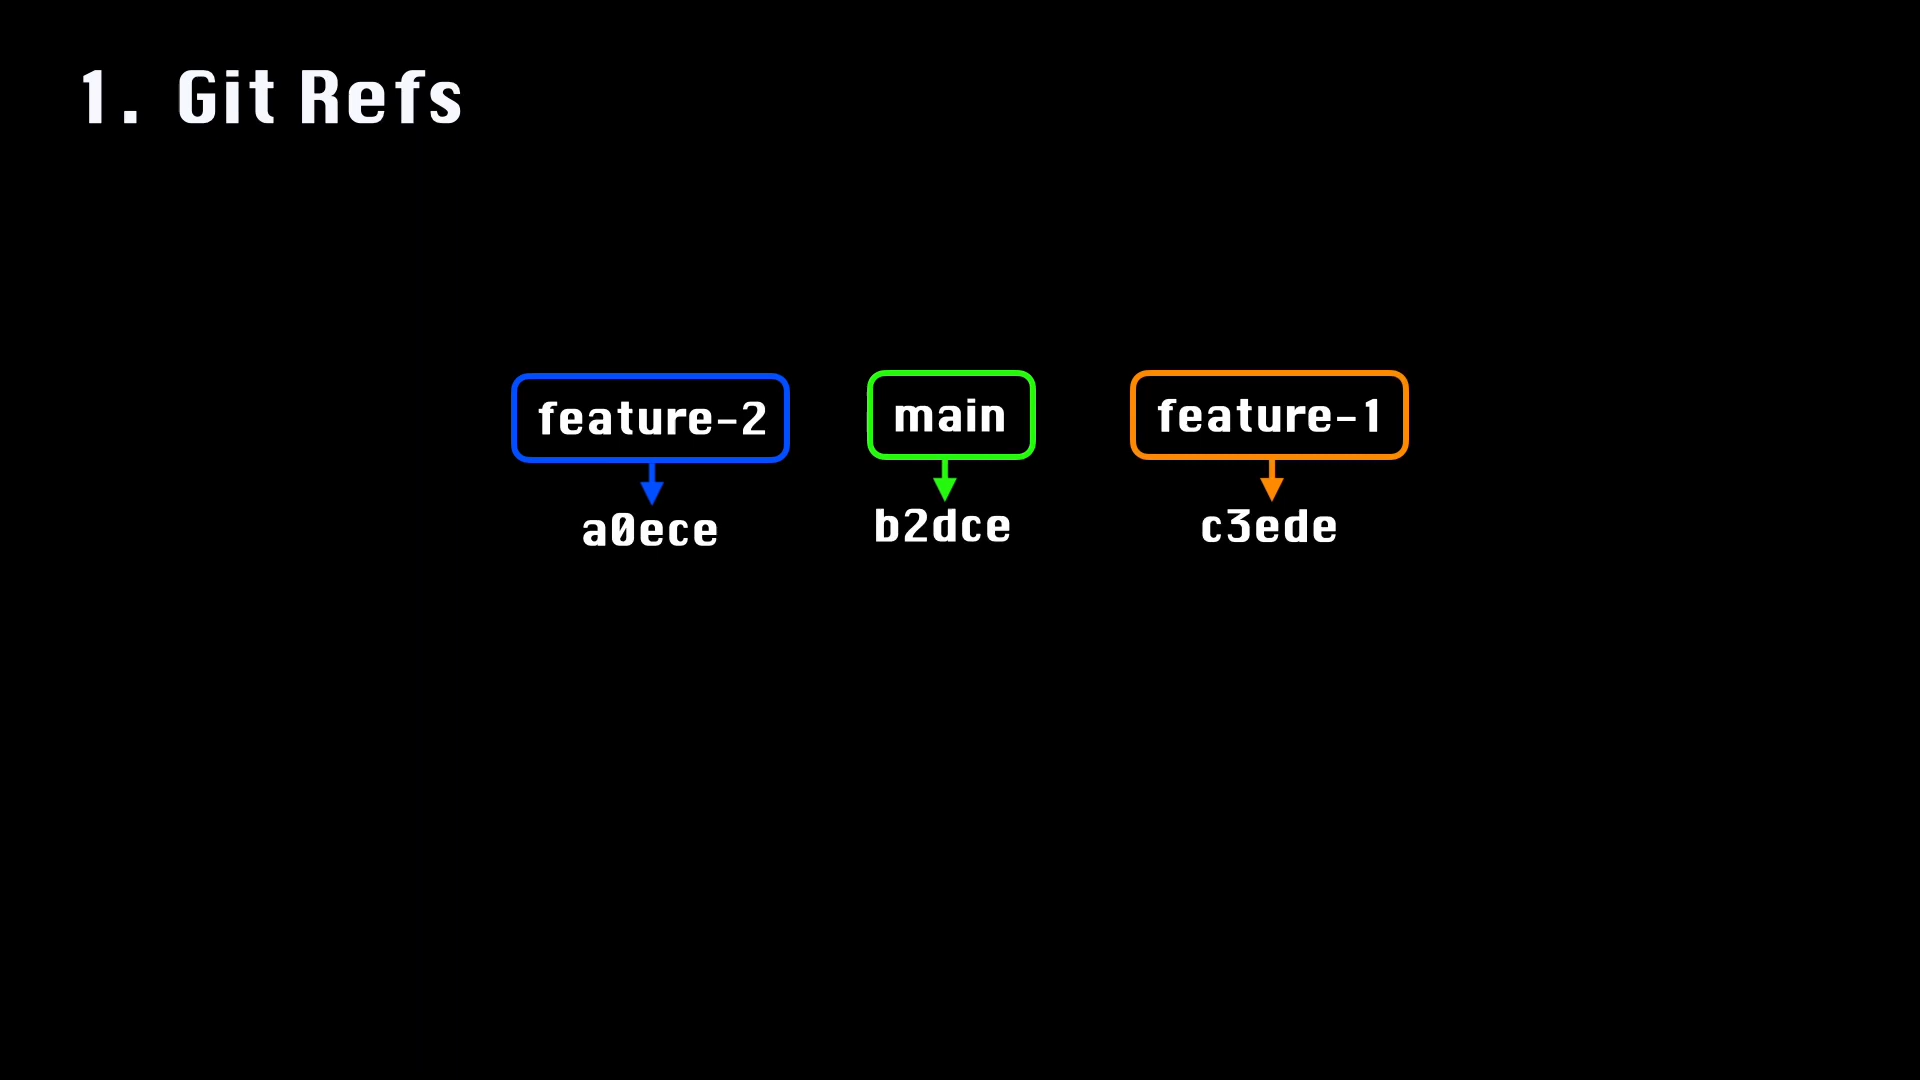 1. Git Refs
feature-2
main
feature-1
a0ece
b2dce
c3ede